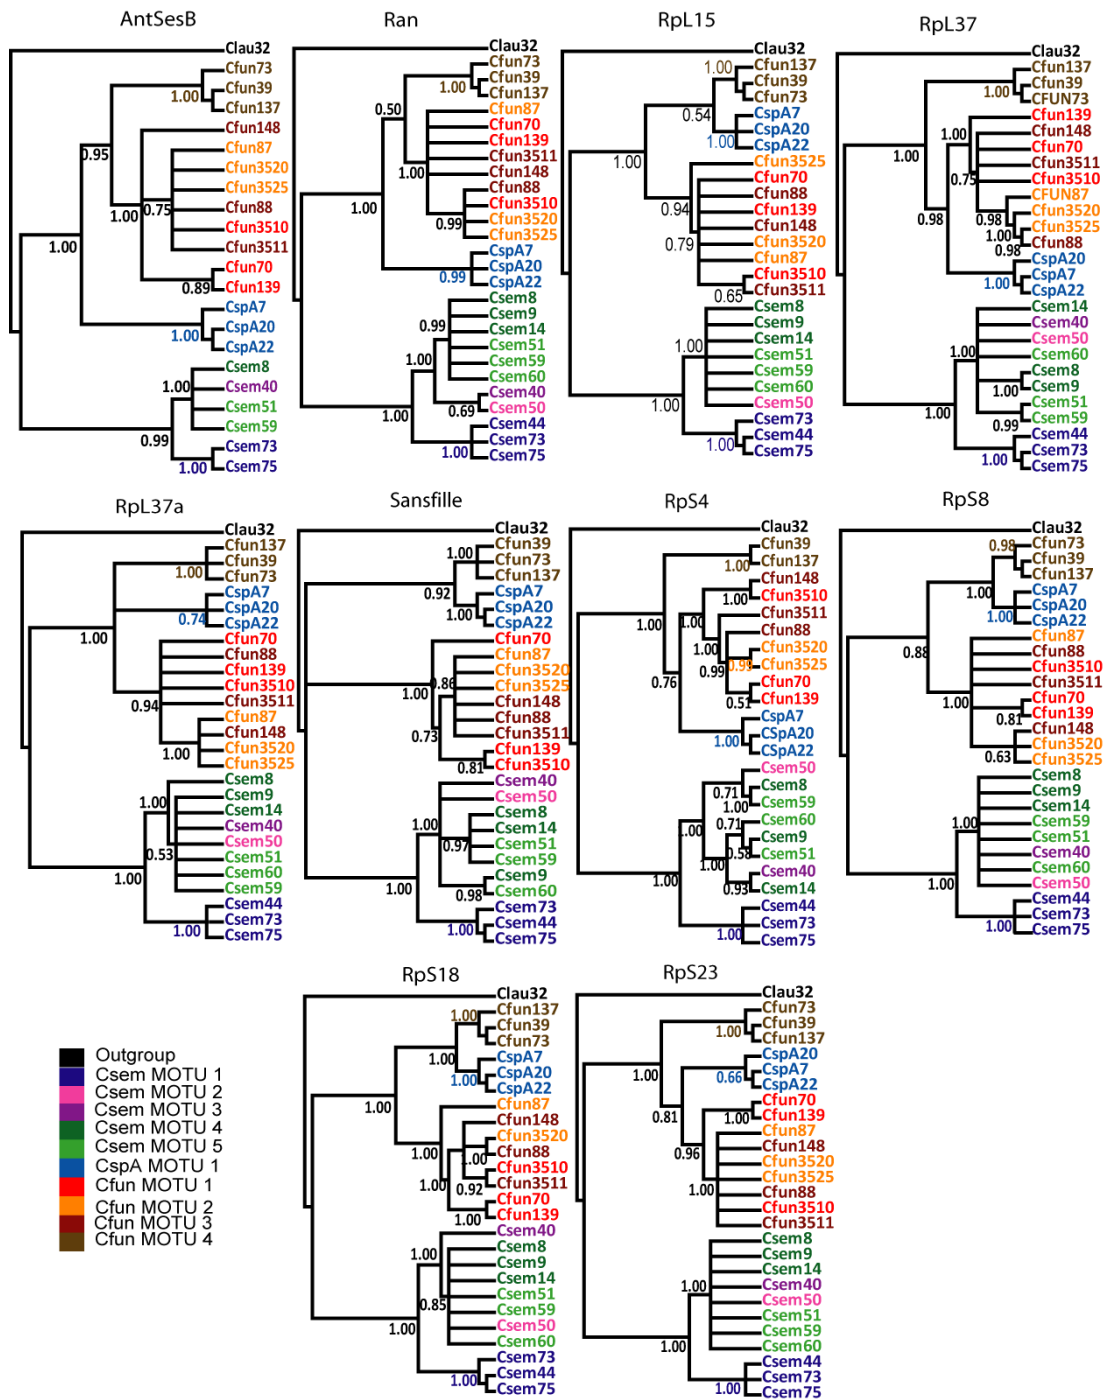 AntSesB
Clau32
Cfun73
Cfun39
1.00
Cfun137
Cfun148
0.95
Cfun87
Cfun3520
Cfun3525
0.75
Cfun88
1.00
Cfun3510
1.00
Cfun3511
Cfun70
0.89
Cfun139
CspA7
CspA20
1.00
CspA22
Csem8
1.00
Csem40
Csem51
Csem59
0.99
Csem73
1.00
Csem75
Ran
Clau32
Cfun73
Cfun39
1.00
Cfun137
0.50
Cfun87
Cfun70
Cfun139
Cfun3511
1.00
Cfun148
Cfun88
Cfun3510
1.00
0.99
Cfun3520
Cfun3525
CspA7
CspA20
0.99
CspA22
Csem8
Csem9
0.99
Csem14
Csem51
1.00
Csem59
Csem60
Csem40
0.69
Csem50
1.00
Csem44
Csem73
1.00
Csem75
RpL15
Clau32
1.00
Cfun137
Cfun39
Cfun73
0.54
CspA7
CspA20
1.00
CspA22
1.00
Cfun3525
Cfun70
Cfun88
0.94
Cfun139
Cfun148
0.79
Cfun3520
Cfun87
Cfun3510
0.65
Cfun3511
Csem8
Csem9
1.00
Csem14
Csem51
Csem59
Csem60
1.00
Csem50
Csem73
1.00
Csem44
Csem75
RpL37
Clau32
Cfun137
Cfun39
1.00
CFUN73
Cfun139
1.00
Cfun148
1.00
Cfun70
Cfun3511
0.75
Cfun3510
CFUN87
0.98
0.98
Cfun3520
1.00
Cfun3525
0.98
Cfun88
CspA20
CspA7
1.00
CspA22
Csem14
Csem40
Csem50
1.00
Csem60
Csem8
1.00
Csem9
Csem51
0.99
Csem59
1.00
Csem44
Csem73
1.00
Csem75
RpL37a
Clau32
Cfun137
Cfun39
1.00
Cfun73
CspA7
CspA20
0.74
CspA22
1.00
Cfun70
Cfun88
Cfun139
Cfun3510
0.94
Cfun3511
Cfun87
Cfun148
1.00
Cfun3520
Cfun3525
Csem8
1.00
Csem9
Csem14
Csem40
Csem50
0.53
Csem51
1.00
Csem60
Csem59
Csem44
Csem73
1.00
Csem75
Sansfille
Clau32
Cfun39
1.00
Cfun73
Cfun137
0.92
CspA7
CspA20
1.00
CspA22
Cfun70
Cfun87
0.86
Cfun3520
1.00
Cfun3525
Cfun148
Cfun88
0.73
Cfun3511
Cfun139
0.81
Cfun3510
Csem40
Csem50
Csem8
1.00
Csem14
0.97
Csem51
Csem59
Csem9
1.00
0.98
Csem60
Csem73
Csem44
1.00
Csem75
RpS4
Clau32
Cfun39
1.00
Cfun137
Cfun148
1.00
Cfun3510
1.00
1.00
Cfun3511
Cfun88
1.00
Cfun3520
0.99
0.99
Cfun3525
0.76
Cfun70
0.51
Cfun139
CspA7
CSpA20
1.00
CSpA22
Csem50
0.71
Csem8
1.00
Csem59
1.00
0.71
Csem60
Csem9
0.58
Csem51
1.00
Csem40
1.00
0.93
Csem14
Csem44
Csem73
1.00
Csem75
RpS8
Clau32
0.98
Cfun73
Cfun39
Cfun137
1.00
CspA7
CspA20
1.00
CspA22
Cfun87
0.88
Cfun88
Cfun3510
Cfun3511
1.00
Cfun70
0.81
Cfun139
Cfun148
Cfun3520
0.63
Cfun3525
Csem8
Csem9
Csem14
1.00
Csem59
Csem51
Csem40
Csem60
1.00
Csem50
Csem44
Csem73
1.00
Csem75
RpS18
Clau32
1.00
Cfun137
Cfun39
Cfun73
1.00
CspA7
1.00
CspA20
CspA22
1.00
Cfun87
Cfun148
Cfun3520
1.00
1.00
Cfun88
Cfun3510
1.00
0.92
Cfun3511
Cfun70
1.00
Cfun139
Csem40
1.00
Csem8
Csem9
Csem14
0.85
Csem51
Csem59
1.00
Csem50
Csem60
Csem73
1.00
Csem44
Csem75
RpS23
Clau32
Cfun73
1.00
Cfun39
Cfun137
CspA20
1.00
0.66
CspA7
CspA22
Cfun70
0.81
1.00
Cfun139
Cfun87
0.96
Cfun148
Cfun3520
Cfun3525
1.00
Cfun88
Cfun3510
Cfun3511
Csem8
Csem9
Csem14
1.00
Csem40
Csem50
Csem51
Csem59
1.00
Csem60
Csem44
Csem73
1.00
Csem75
Outgroup
Csem MOTU 1
Csem MOTU 2
Csem MOTU 3
Csem MOTU 4
Csem MOTU 5
CspA MOTU 1
Cfun MOTU 1
Cfun MOTU 2
Cfun MOTU 3
Cfun MOTU 4